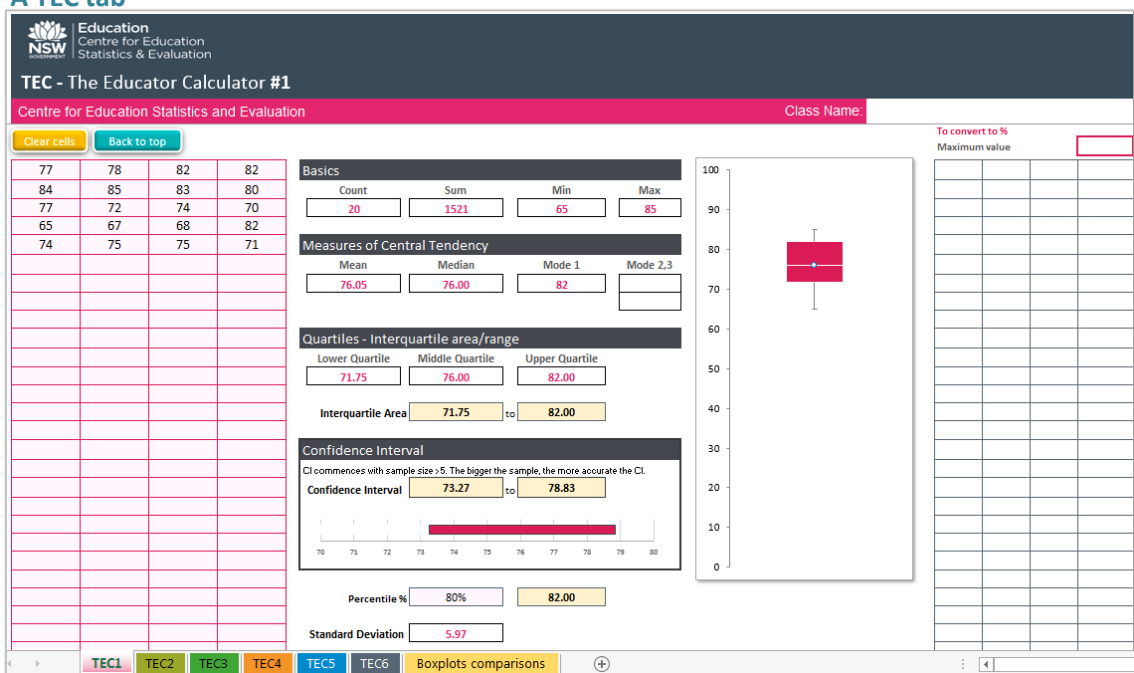 A TEC tab
NSW
GOVERNMENT
Education
Centre for Education
Statistics & Evaluation
TEC - The Educator Calculator #1
Centre for Education Statistics and Evaluation
Class Name:
Clear cells
Back to top
To convert to %
Maximum value
77 78 82 82
84 85 83 80
77 72 74 70
65 67 68 82
74 75 75 71
Basics
Count Sum Min Max
20 1521 65 85
Measures of Central Tendency
Mean Median Mode 1 Mode 2,3
76.05 76.00 82
Quartiles - Interquartile area/range
Lower Quartile Middle Quartile Upper Quartile
71.75 76.00 82.00
Interquartile Area 71.75 to 82.00
Confidence Interval
CI commences with sample size >5. The bigger the sample, the more accurate the CI.
Confidence Interval 73.27 to 78.83
70 71 72 73 74 75 76 77 78 79 80
Percentile % 80% 82.00
Standard Deviation 5.97
100
90
80
70
60
50
40
30
20
10
0
TEC1 TEC2 TEC3 TEC4 TEC5 TEC6 Boxplots comparisons